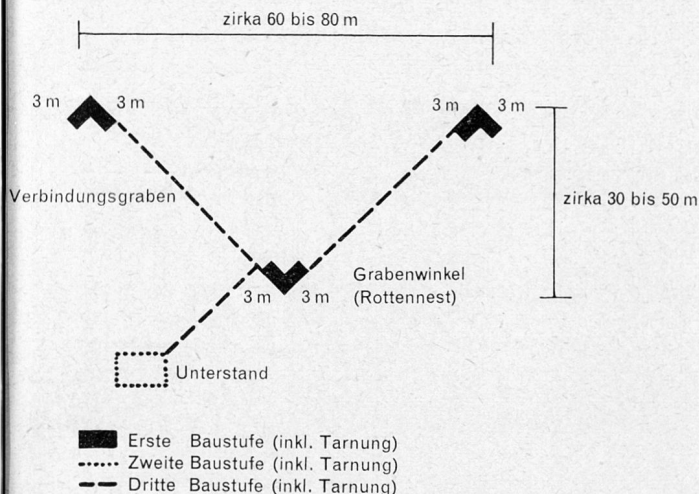 zirka 60 bis 80 m
3 m 3 m 3 m 3 m
Verbindungsgraben
zirka 30 bis 50 m
Grabenwinkel
3 m 3 m (Rottennest)
Unterstand
Erste Baustufe (inkl. Tarnung)
Zweite Baustufe (inkl. Tarnung)
Dritte Baustufe (inkl. Tarnung)